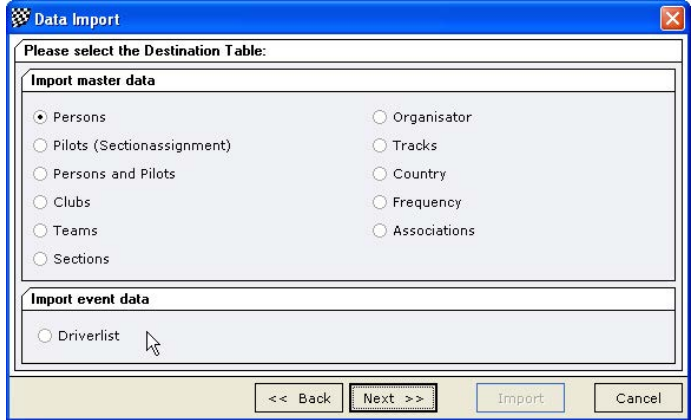 Data Import
Please select the Destination Table:
Import master data
Persons
Pilots (Sectionassignment)
Persons and Pilots
Clubs
Teams
Sections
Organisator
Tracks
Country
Frequency
Associations
Import event data
Driverlist
<< Back Next >> Import Cancel